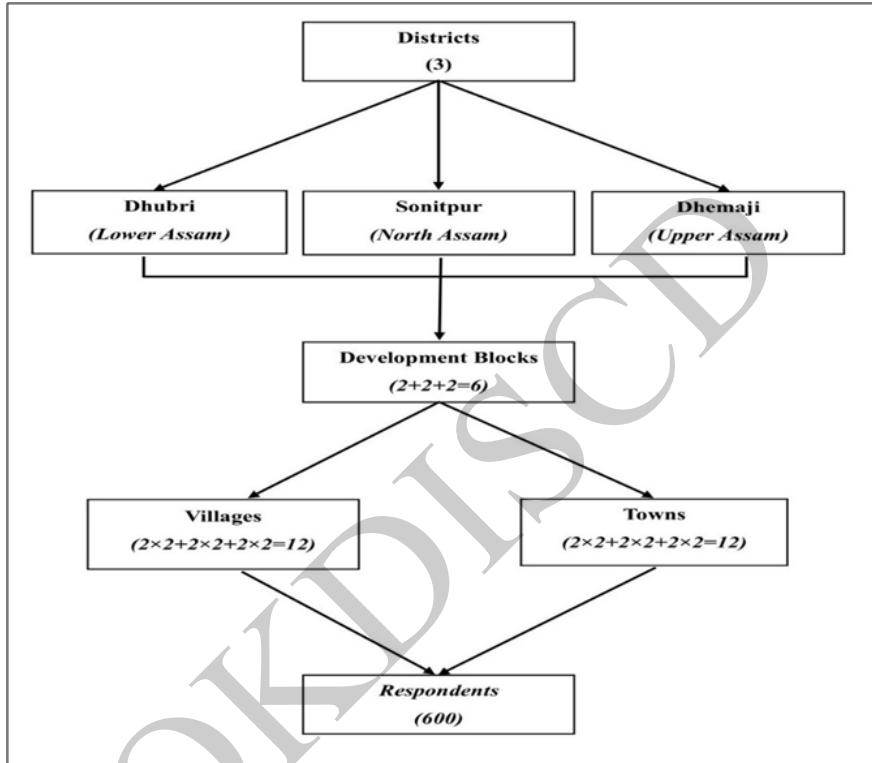 Districts
(3)
Dhubri
(Lower Assam)
Sonitpur
(North Assam)
Dhemaji
(Upper Assam)
Development Blocks
(2+2+2=6)
Villages
(2×2+2×2+2×2=12)
Towns
(2×2+2×2+2×2=12)
Respondents
(600)
OKDISCD